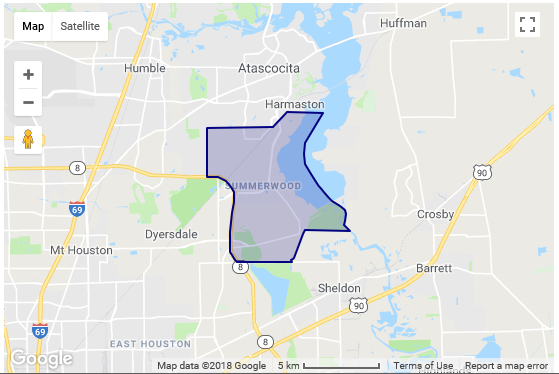 Map
Satellite
Huffman
Humble
Atascocita
Harmaston
8
SUMMERWOOD
90
69
Crosby
Dyersdale
Mt Houston
8
Barrett
Sheldon
90
69
EAST HOUSTON
Google
Map data ©2018 Google
5 km
Terms of Use
Report a map error